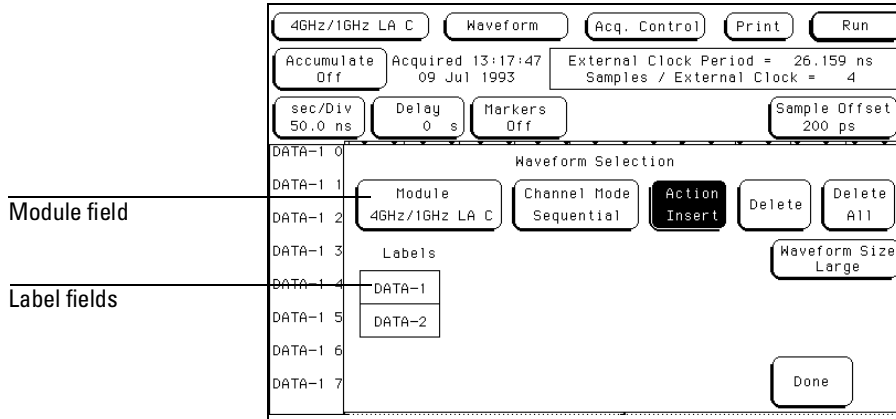 4GHz/1GHz LA C Waveform Acq. Control Print Run
Accumulate Off Acquired 13:17:47 09 Jul 1993 External Clock Period = 26.159 ns
Samples / External Clock = 4
sec/Div 50.0 ns Delay 0 s Markers Off Sample Offset 200 ps
DATA-1 0
Waveform Selection
DATA-1 1
Module 4GHz/1GHz LA C Channel Mode Sequential Action Insert Delete Delete All
Module field
DATA-1 2
DATA-1 3
Labels
Waveform Size Large
DATA-1 4
DATA-1
Label fields
DATA-1 5
DATA-2
DATA-1 6
DATA-1 7
Done